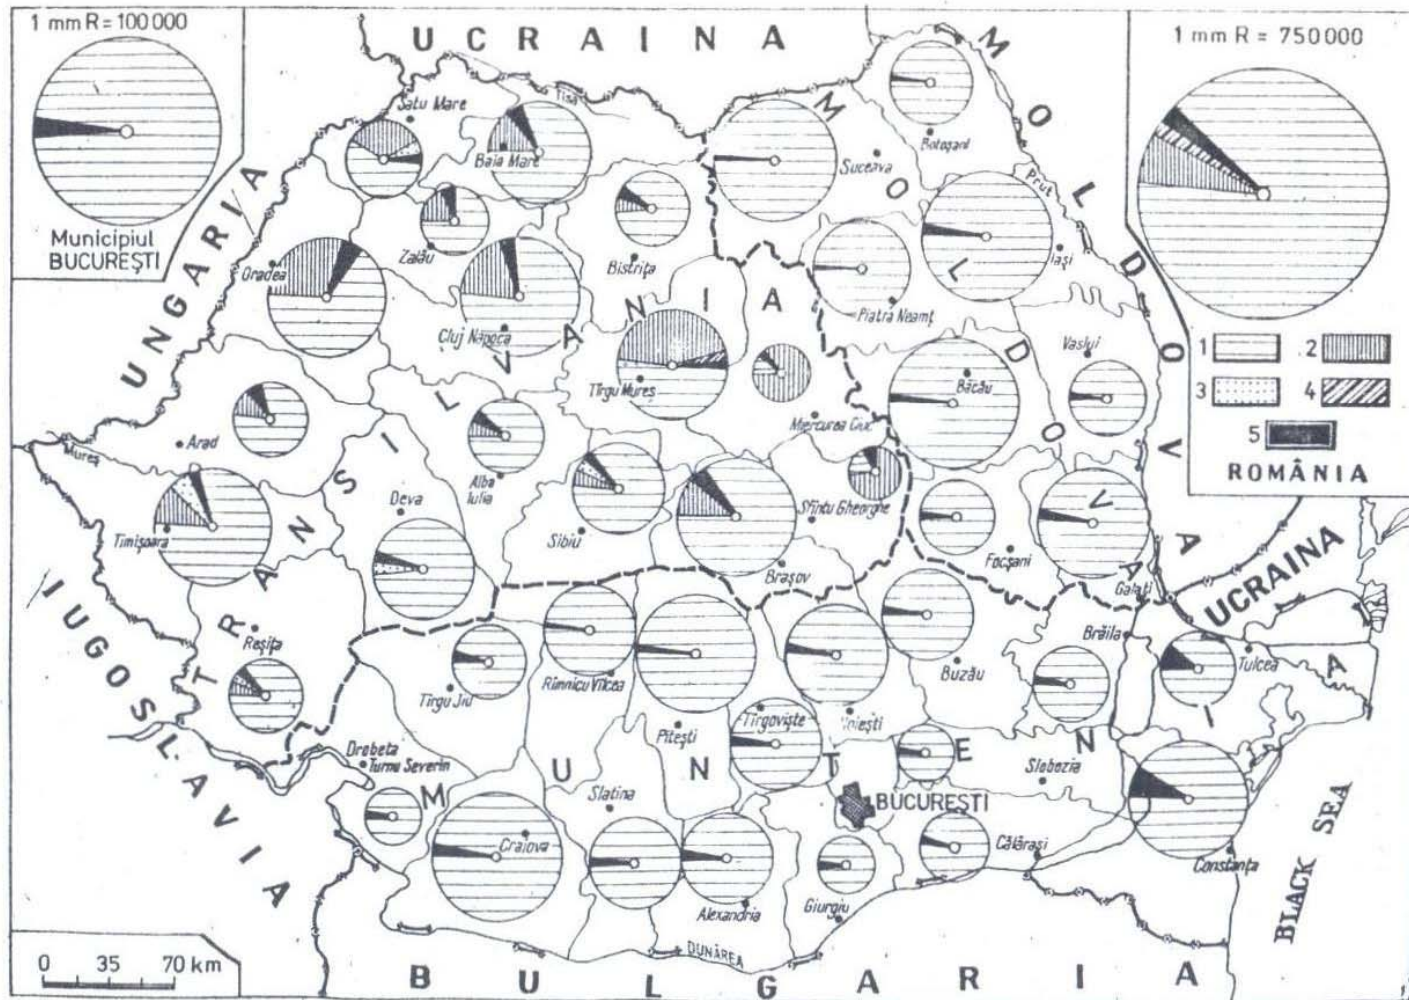 1 mm R = 100 000
Municipiul
BUCUREŞTI
UCRAINA
MOLDOVA
1 mm R = 750 000
1
2
3
4
5
ROMÂNIA
UNGARIA
IUGOSLAVIA
BULGARIA
UCRAINA
BLACK SEA
TRANSILVANIA
MOLDOVA
MUNTENIA
Tisa
Prut
Mureş
DUNĂREA
Satu Mare
Baia Mare
Suceava
Botoşani
Iaşi
Zalău
Bistriţa
Oradea
Cluj Napoca
Piatra Neamţ
Vaslui
Bacău
Tîrgu Mureş
Miercurea Ciuc
Arad
Alba
Iulia
Deva
Sibiu
Sfîntu Gheorghe
Braşov
Focşani
Galaţi
Timişoara
Reşiţa
Brăila
Tulcea
Tîrgu Jiu
Rîmnicu Vîlcea
Piteşti
Tîrgovişte
oieşti
Buzău
Drobeta
Turnu Severin
Slatina
Craiova
Slobozia
BUCUREŞTI
Călăraşi
Constanţa
Alexandria
Giurgiu
0 35 70 km